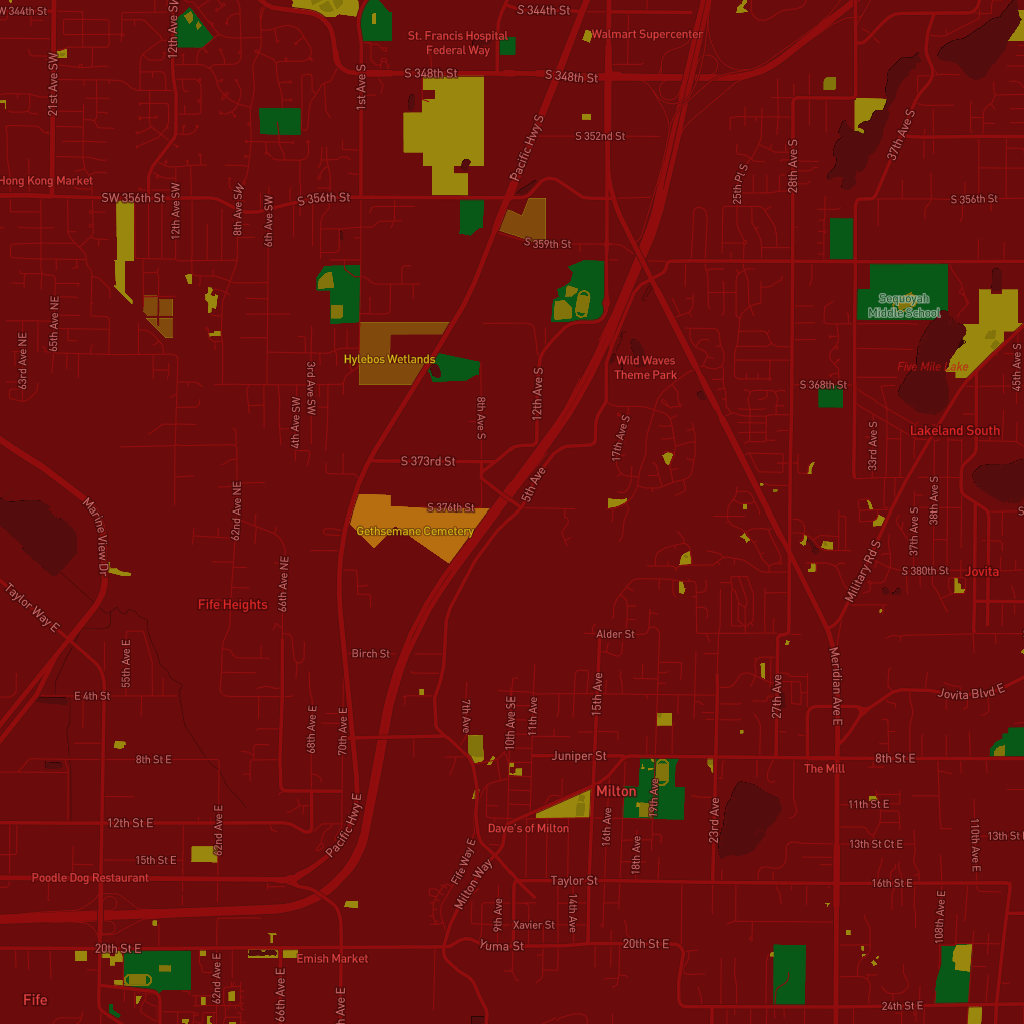 SW 344th St
S 344th St
Walmart Supercenter
St. Francis Hospital
Federal Way
12th Ave SW
21st Ave SW
1st Ave S
S 348th St
S 348th St
S 352nd St
Pacific Hwy S
37th Ave S
28th Ave S
25th Pl S
Hong Kong Market
SW 356th St
S 356th St
S 356th St
12th Ave SW
8th Ave SW
6th Ave SW
S 359th St
65th Ave NE
63rd Ave NE
Sequoyah
Middle School
Hylebos Wetlands
Wild Waves
Theme Park
Five Mile Lake
45th Ave S
3rd Ave SW
4th Ave SW
8th Ave S
12th Ave S
17th Ave S
S 368th St
33rd Ave S
Lakeland South
S 373rd St
5th Ave
62nd Ave NE
Marine View Dr
S 376th St
Gethsemane Cemetery
38th Ave S
37th Ave S
Military Rd S
S 380th St
Jovita
66th Ave NE
Taylor Way E
Fife Heights
Alder St
Birch St
55th Ave E
E 4th St
Meridian Ave E
27th Ave
Jovita Blvd E
7th Ave
10th Ave SE
11th Ave
15th Ave
68th Ave E
70th Ave E
8th St E
Juniper St
The Mill
8th St E
Milton
19th Ave
23rd Ave
11th St E
110th Ave E
12th St E
62nd Ave E
Pacific Hwy E
Dave's of Milton
16th Ave
18th Ave
13th St Ct E
13th St
15th St E
Fife Way E
Milton Way
Poodle Dog Restaurant
Taylor St
16th St E
9th Ave
14th Ave
Xavier St
108th Ave E
20th St E
Yuma St
20th St E
Emish Market
62nd Ave E
66th Ave E
Fife
24th St E